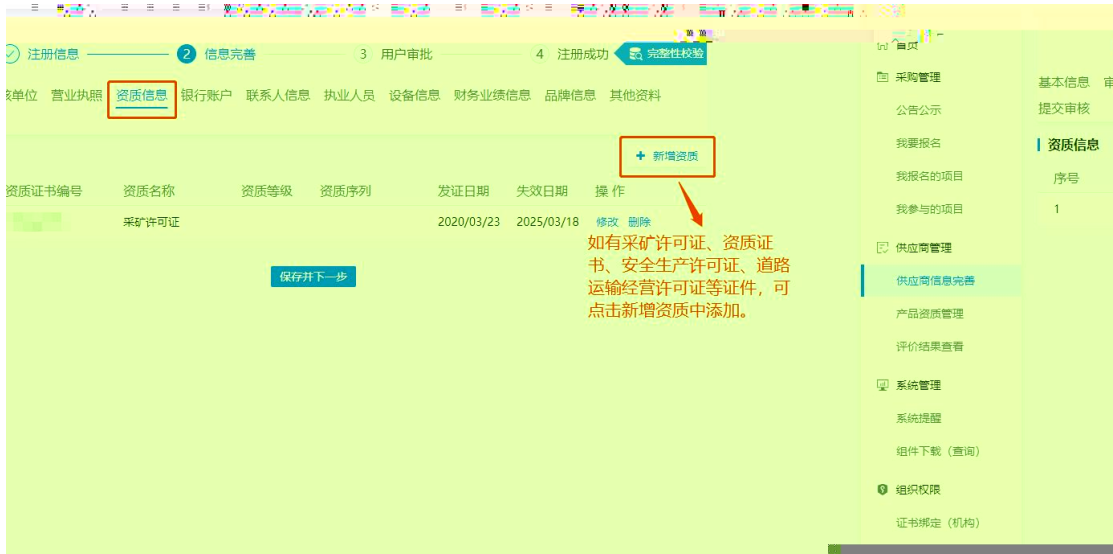 注册信息
2 信息完善
3 用户审批
4 注册成功
完整性校验
单位 营业执照 资质信息 银行账户 联系人信息 执业人员 设备信息 财务业绩信息 品牌信息 其他资料
+ 新增资质
资质证书编号 资质名称 资质等级 资质序列 发证日期 失效日期 操作
采矿许可证 2020/03/23 2025/03/18 修改 删除
保存并下一步
如有采矿许可证、资质证
书、安全生产许可证、道路
运输经营许可证等证件，可
点击新增资质中添加。
首页
采购管理
公告公示
我要报名
我报名的项目
我参与的项目
供应商管理
供应商信息完善
产品资质管理
评价结果查看
系统管理
系统提醒
组件下载（查询）
组织权限
证书绑定（机构）
基本信息
提交审核
资质信息
序号
1